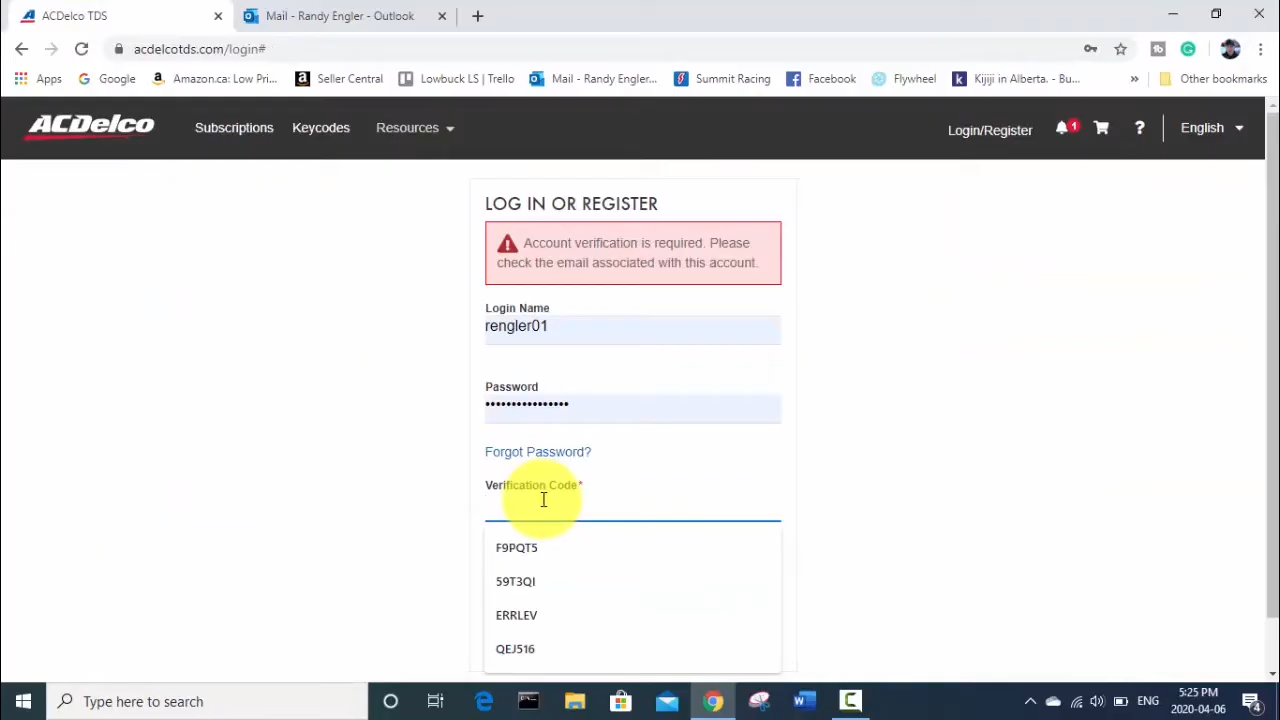 ACDelco TDS
Mail - Randy Engler - Outlook
acdelcotds.com/login#
Apps
Google
Amazon.ca: Low Pri...
Seller Central
Lowbuck LS | Trello
Mail - Randy Engler...
Summit Racing
Facebook
Flywheel
Kijiji in Alberta. - Bu...
»
Other bookmarks
ACDelco
Subscriptions
Keycodes
Resources
Login/Register
1
?
English
LOG IN OR REGISTER
Account verification is required. Please
check the email associated with this account.
Login Name
rengler01
Password
••••••••••••••••
Forgot Password?
Verification Code*
F9PQT5
59T3QI
ERRLEV
QEJ516
Type here to search
ENG
5:25 PM
2020-04-06
4